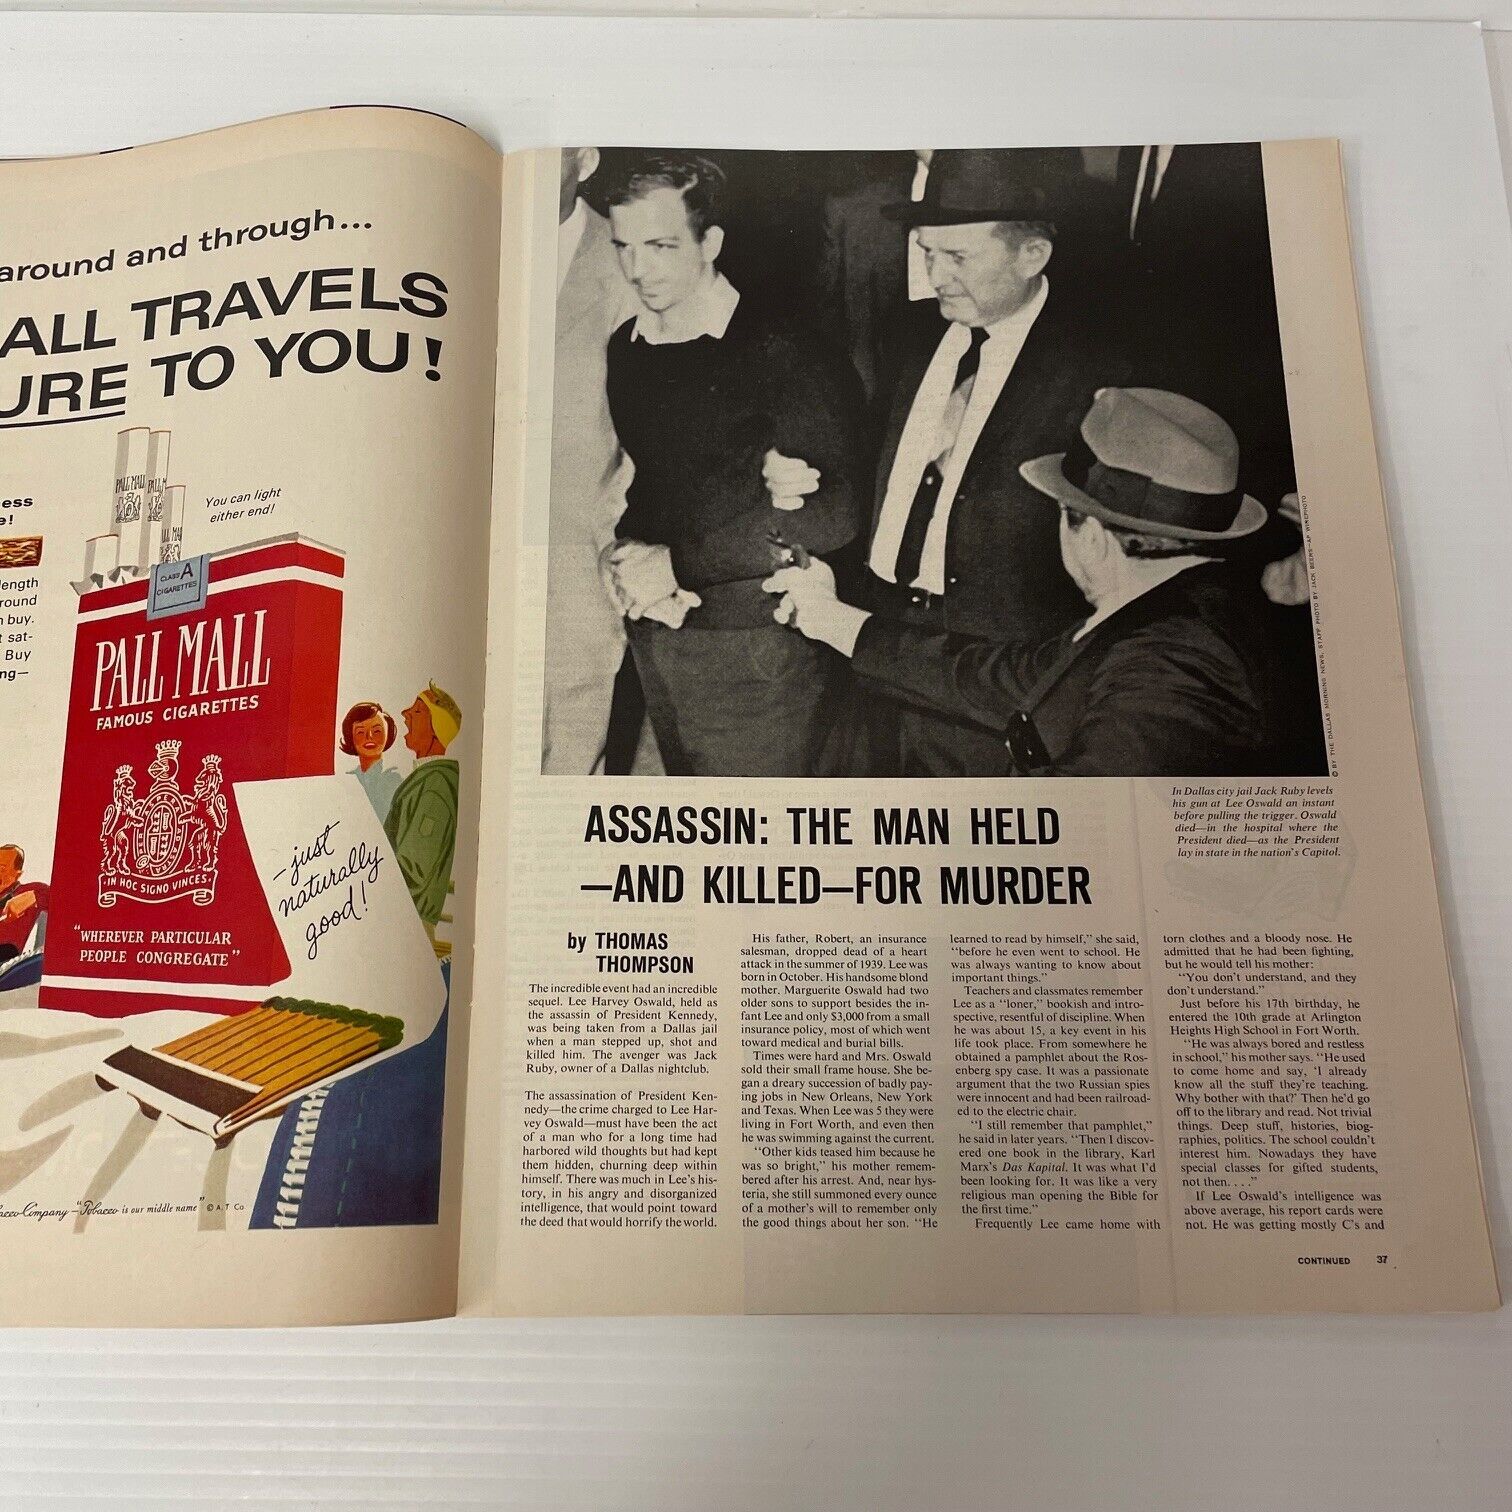 around and through...
ALL TRAVELS
URE TO YOU!
ess
e!
You can light
either end!
length
round
buy.
t sat-
Buy
ng—
PALL MALL
PALL MALL
CLASS A
CIGARETTES
PALL MALL
FAMOUS CIGARETTES
IN HOC SIGNO VINCES
"WHEREVER PARTICULAR
PEOPLE CONGREGATE"
—just
naturally
good!
Tobacco Company—"Tobacco is our middle name" © A.T Co
© BY THE DALLAS MORNING NEWS, STAFF PHOTO BY JACK BEERS—AP WIREPHOTO
In Dallas city jail Jack Ruby levels
his gun at Lee Oswald an instant
before pulling the trigger. Oswald
died—in the hospital where the
President died—as the President
lay in state in the nation's Capitol.
ASSASSIN: THE MAN HELD
—AND KILLED—FOR MURDER
by THOMAS
THOMPSON
The incredible event had an incredible
sequel. Lee Harvey Oswald, held as
the assassin of President Kennedy,
was being taken from a Dallas jail
when a man stepped up, shot and
killed him. The avenger was Jack
Ruby, owner of a Dallas nightclub.
The assassination of President Ken-
nedy—the crime charged to Lee Har-
vey Oswald—must have been the act
of a man who for a long time had
harbored wild thoughts but had kept
them hidden, churning deep within
himself. There was much in Lee's his-
tory, in his angry and disorganized
intelligence, that would point toward
the deed that would horrify the world.
His father, Robert, an insurance
salesman, dropped dead of a heart
attack in the summer of 1939. Lee was
born in October. His handsome blond
mother. Marguerite Oswald had two
older sons to support besides the in-
fant Lee and only $3,000 from a small
insurance policy, most of which went
toward medical and burial bills.
Times were hard and Mrs. Oswald
sold their small frame house. She be-
gan a dreary succession of badly pay-
ing jobs in New Orleans, New York
and Texas. When Lee was 5 they were
living in Fort Worth, and even then
he was swimming against the current.
"Other kids teased him because he
was so bright," his mother remem-
bered after his arrest. And, near hys-
teria, she still summoned every ounce
of a mother's will to remember only
the good things about her son. "He
learned to read by himself," she said,
"before he even went to school. He
was always wanting to know about
important things."
Teachers and classmates remember
Lee as a "loner," bookish and intro-
spective, resentful of discipline. When
he was about 15, a key event in his
life took place. From somewhere he
obtained a pamphlet about the Ros-
enberg spy case. It was a passionate
argument that the two Russian spies
were innocent and had been railroad-
ed to the electric chair.
"I still remember that pamphlet,"
he said in later years. "Then I discov-
ered one book in the library, Karl
Marx's Das Kapital. It was what I'd
been looking for. It was like a very
religious man opening the Bible for
the first time."
Frequently Lee came home with
torn clothes and a bloody nose. He
admitted that he had been fighting,
but he would tell his mother:
"You don't understand, and they
don't understand."
Just before his 17th birthday, he
entered the 10th grade at Arlington
Heights High School in Fort Worth.
"He was always bored and restless
in school," his mother says. "He used
to come home and say, 'I already
know all the stuff they're teaching.
Why bother with that?' Then he'd go
off to the library and read. Not trivial
things. Deep stuff, histories, biog-
raphies, politics. The school couldn't
interest him. Nowadays they have
special classes for gifted students,
not then. . . ."
If Lee Oswald's intelligence was
above average, his report cards were
not. He was getting mostly C's and
CONTINUED 37